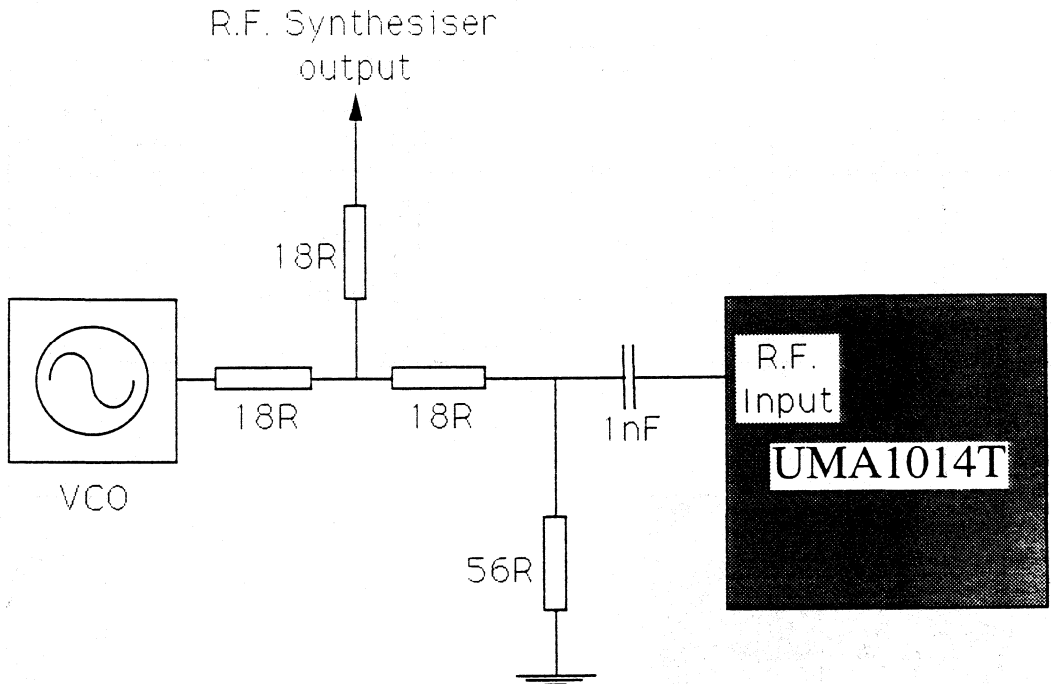 R.F. Synthesiser
output
18R
18R
18R
1nF
R.F.
Input
UMA1014T
VCO
56R